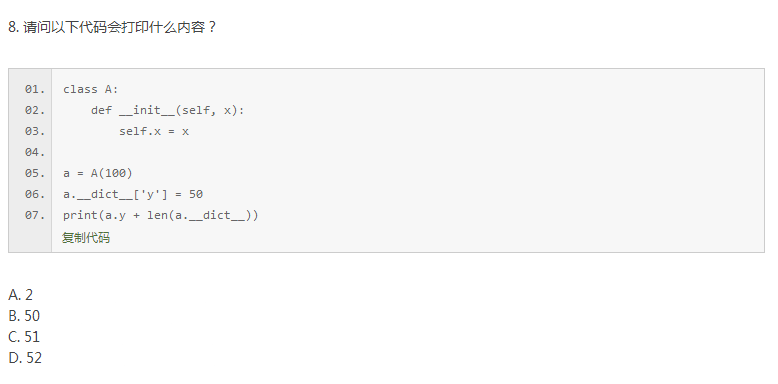 8. 请问以下代码会打印什么内容？
01. class A:
02.     def __init__(self, x):
03.         self.x = x
04.
05. a = A(100)
06. a.__dict__['y'] = 50
07. print(a.y + len(a.__dict__))
复制代码
A. 2
B. 50
C. 51
D. 52